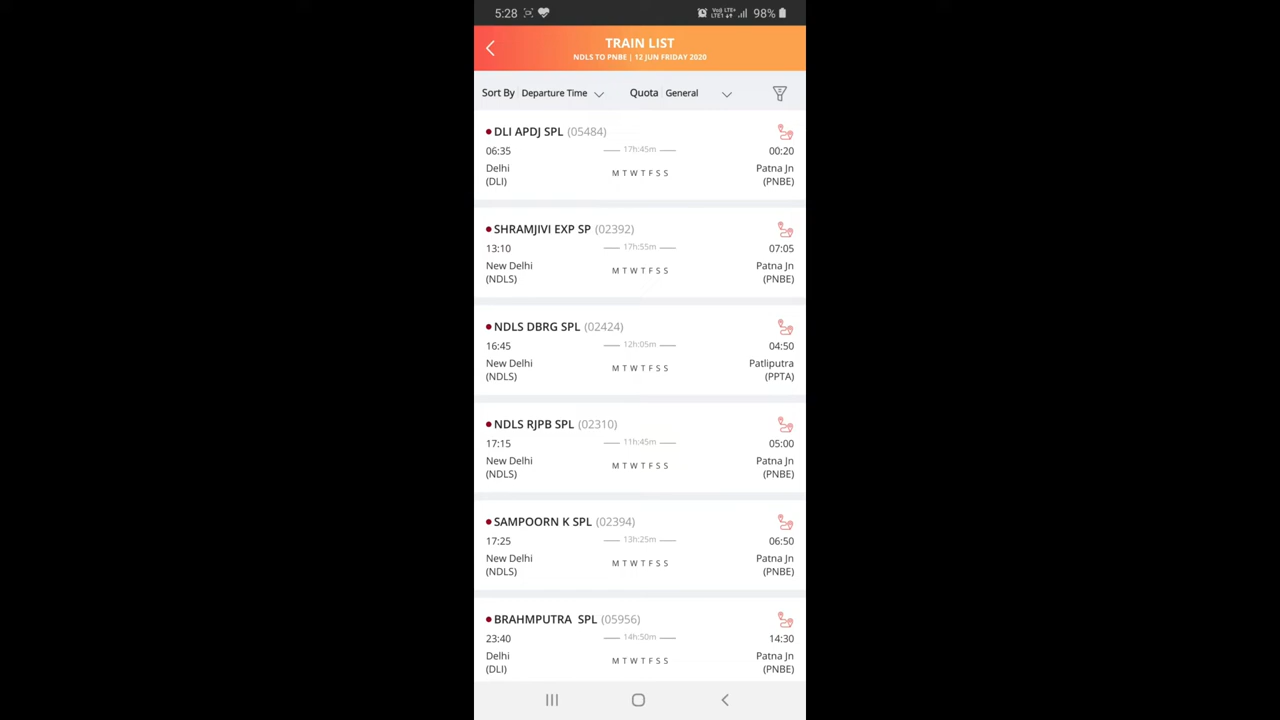 5:28 Vo) LTE+ LTE1 98%
TRAIN LIST
NDLS TO PNBE | 12 JUN FRIDAY 2020
Sort By Departure Time Quota General
DLI APDJ SPL (05484)
06:35 17h:45m 00:20
Delhi M T W T F S S Patna Jn
(DLI) (PNBE)
SHRAMJIVI EXP SP (02392)
13:10 17h:55m 07:05
New Delhi M T W T F S S Patna Jn
(NDLS) (PNBE)
NDLS DBRG SPL (02424)
16:45 12h:05m 04:50
New Delhi M T W T F S S Patliputra
(NDLS) (PPTA)
NDLS RJPB SPL (02310)
17:15 11h:45m 05:00
New Delhi M T W T F S S Patna Jn
(NDLS) (PNBE)
SAMPOORN K SPL (02394)
17:25 13h:25m 06:50
New Delhi M T W T F S S Patna Jn
(NDLS) (PNBE)
BRAHMPUTRA SPL (05956)
23:40 14h:50m 14:30
Delhi M T W T F S S Patna Jn
(DLI) (PNBE)